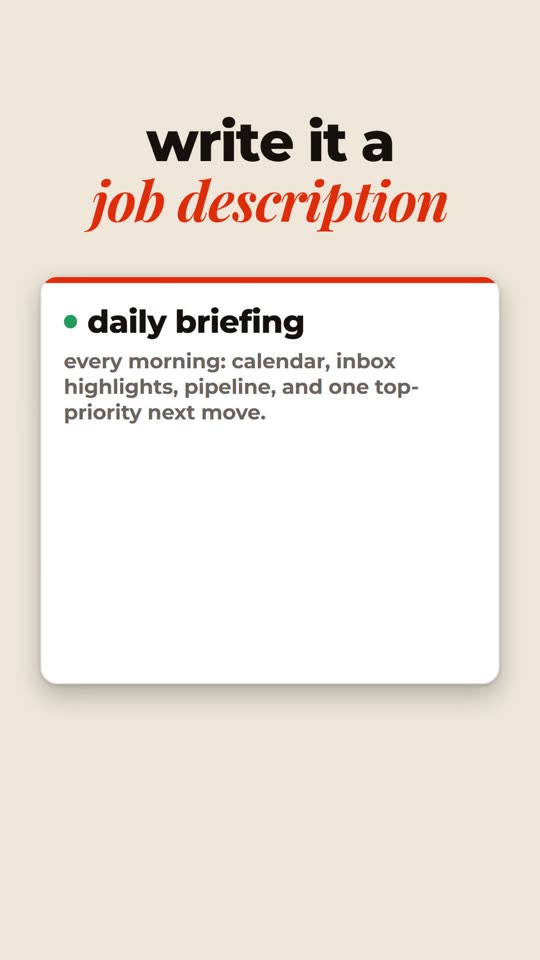 write it a
job description
daily briefing
every morning: calendar, inbox
highlights, pipeline, and one top-
priority next move.